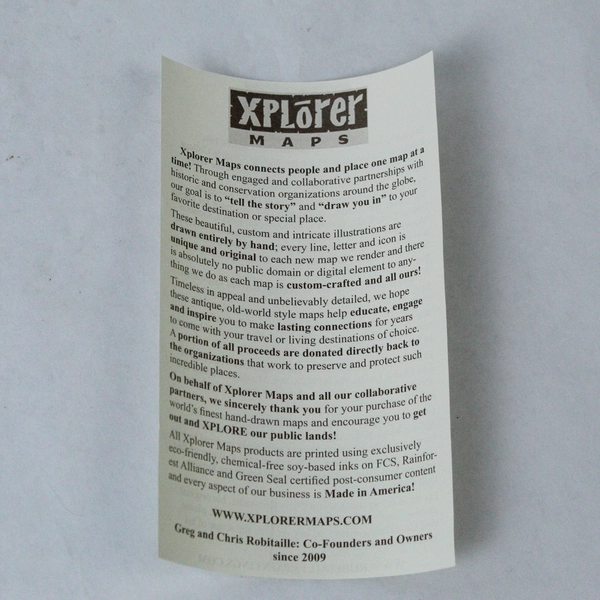 XPLōrer
MAPS
Xplorer Maps connects people and place one map at a
time! Through engaged and collaborative partnerships with
historic and conservation organizations around the globe,
our goal is to “tell the story” and “draw you in” to your
favorite destination or special place.
These beautiful, custom and intricate illustrations are
drawn entirely by hand; every line, letter and icon is
unique and original to each new map we render and there
is absolutely no public domain or digital element to any-
thing we do as each map is custom-crafted and all ours!
Timeless in appeal and unbelievably detailed, we hope
these antique, old-world style maps help educate, engage
and inspire you to make lasting connections for years
to come with your travel or living destinations of choice.
A portion of all proceeds are donated directly back to
the organizations that work to preserve and protect such
incredible places.
On behalf of Xplorer Maps and all our collaborative
partners, we sincerely thank you for your purchase of the
world's finest hand-drawn maps and encourage you to get
out and XPLORE our public lands!
All Xplorer Maps products are printed using exclusively
eco-friendly, chemical-free soy-based inks on FCS, Rainfor-
est Alliance and Green Seal certified post-consumer content
and every aspect of our business is Made in America!
WWW.XPLORERMAPS.COM
Greg and Chris Robitaille: Co-Founders and Owners
since 2009